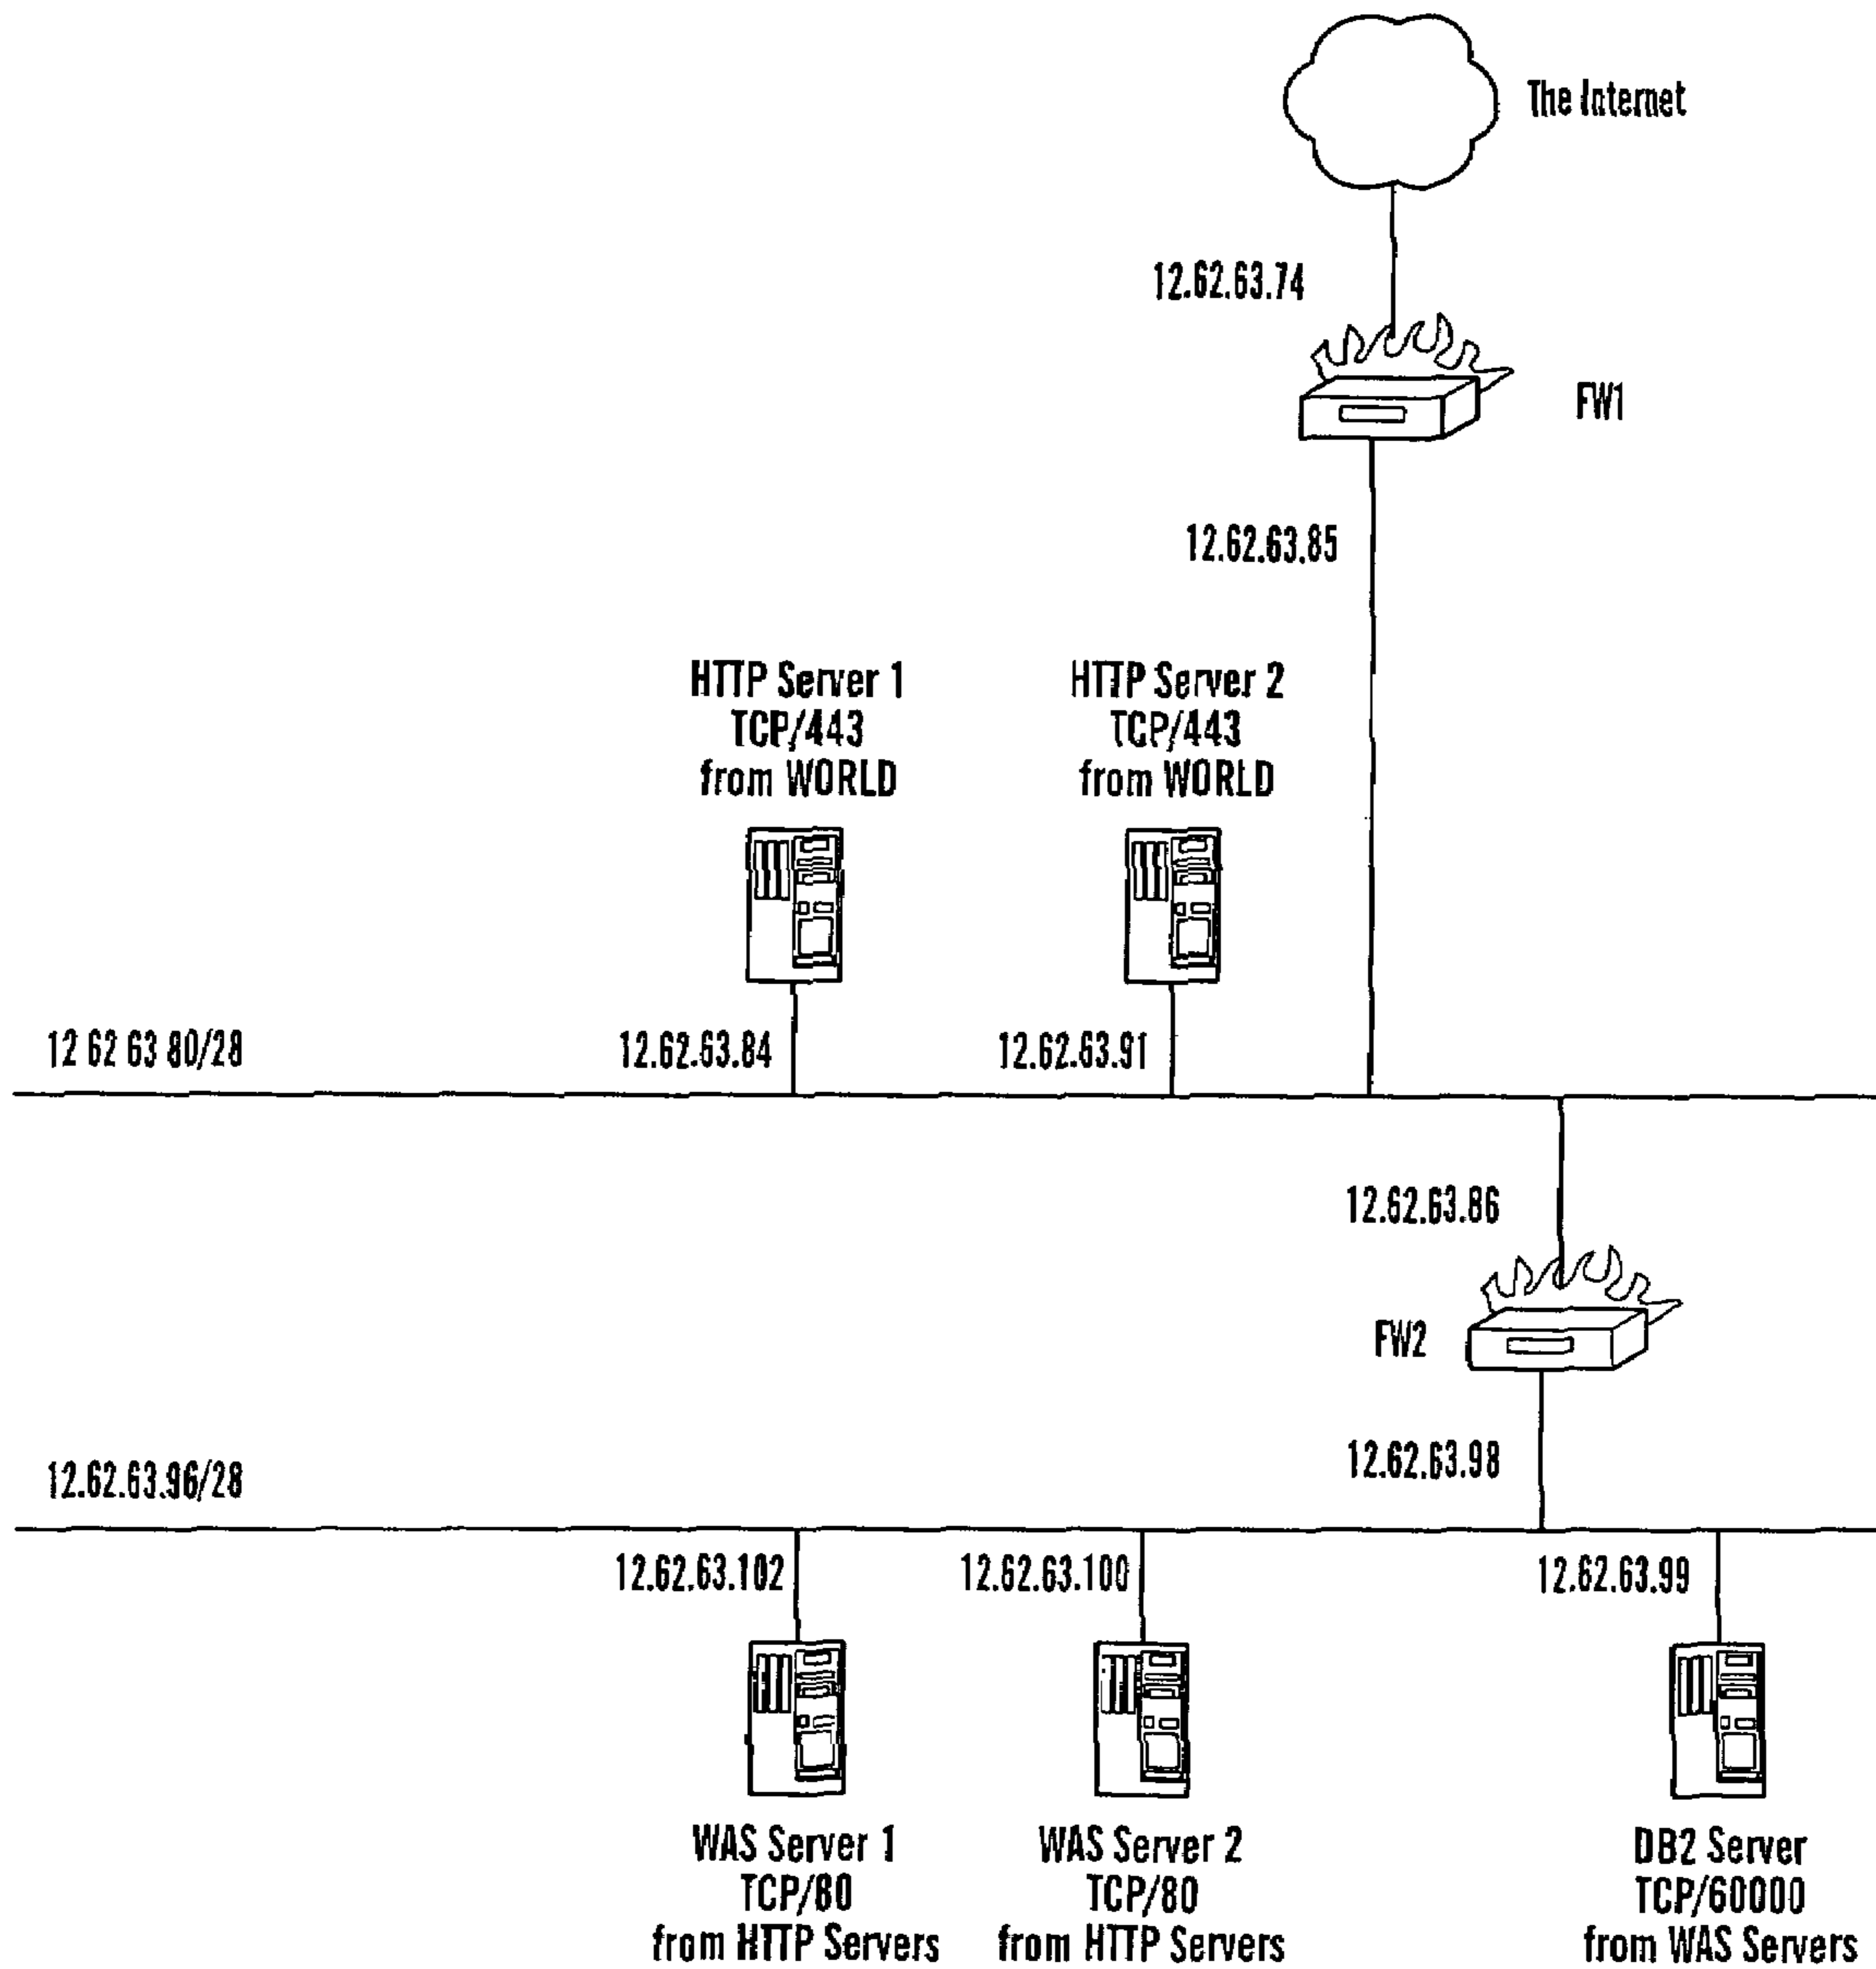 The Internet
12.62.63.74
FW1
12.62.63.85
HTTP Server 1
TCP/443
from WORLD
HTTP Server 2
TCP/443
from WORLD
12 62 63 80/28
12.62.63.84
12.62.63.91
12.62.63.86
FW2
12.62.63.98
12.62.63.96/28
12.62.63.102
12.62.63.100
12.62.63.99
WAS Server 1
TCP/80
from HTTP Servers
WAS Server 2
TCP/80
from HTTP Servers
DB2 Server
TCP/60000
from WAS Servers